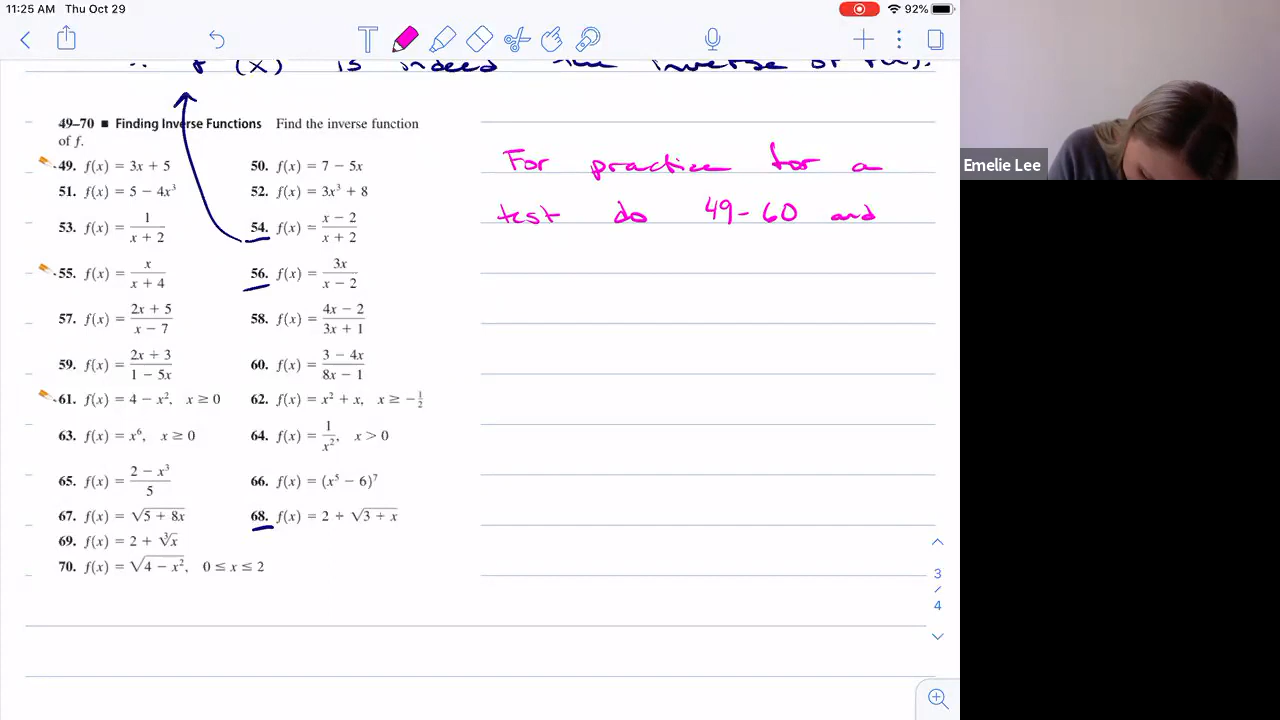 11:25 AM Thu Oct 29
92%
(x) is indeed the inverse of
49–70 ■ Finding Inverse Functions Find the inverse function
of f.
49. f(x) = 3x + 5
50. f(x) = 7 − 5x
51. f(x) = 5 − 4x³
52. f(x) = 3x³ + 8
53. f(x) = 1/(x + 2)
54. f(x) = (x − 2)/(x + 2)
55. f(x) = x/(x + 4)
56. f(x) = 3x/(x − 2)
57. f(x) = (2x + 5)/(x − 7)
58. f(x) = (4x − 2)/(3x + 1)
59. f(x) = (2x + 3)/(1 − 5x)
60. f(x) = (3 − 4x)/(8x − 1)
61. f(x) = 4 − x², x ≥ 0
62. f(x) = x² + x, x ≥ −1/2
63. f(x) = x⁶, x ≥ 0
64. f(x) = 1/x², x > 0
65. f(x) = (2 − x³)/5
66. f(x) = (x⁵ − 6)⁷
67. f(x) = √(5 + 8x)
68. f(x) = 2 + √(3 + x)
69. f(x) = 2 + ∛x
70. f(x) = √(4 − x²), 0 ≤ x ≤ 2
For practice for a
test do 49-60 and
3
/
4
Emelie Lee